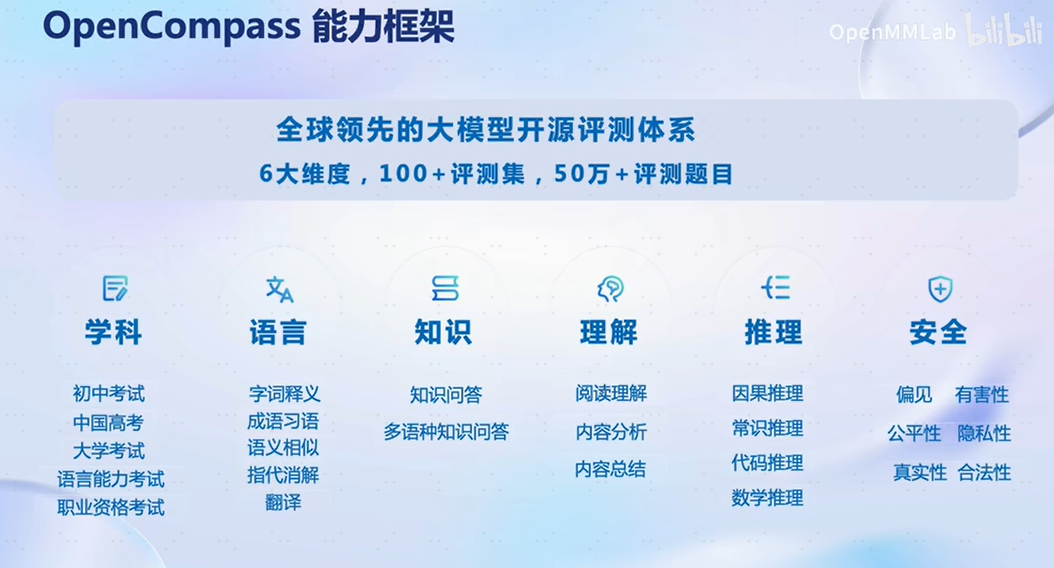 OpenCompass 能力框架
OpenMMLab bilibili
全球领先的大模型开源评测体系
6大维度，100+评测集，50万+评测题目
学科
初中考试
中国高考
大学考试
语言能力考试
职业资格考试
语言
字词释义
成语习语
语义相似
指代消解
翻译
知识
知识问答
多语种知识问答
理解
阅读理解
内容分析
内容总结
推理
因果推理
常识推理
代码推理
数学推理
安全
偏见 有害性
公平性 隐私性
真实性 合法性